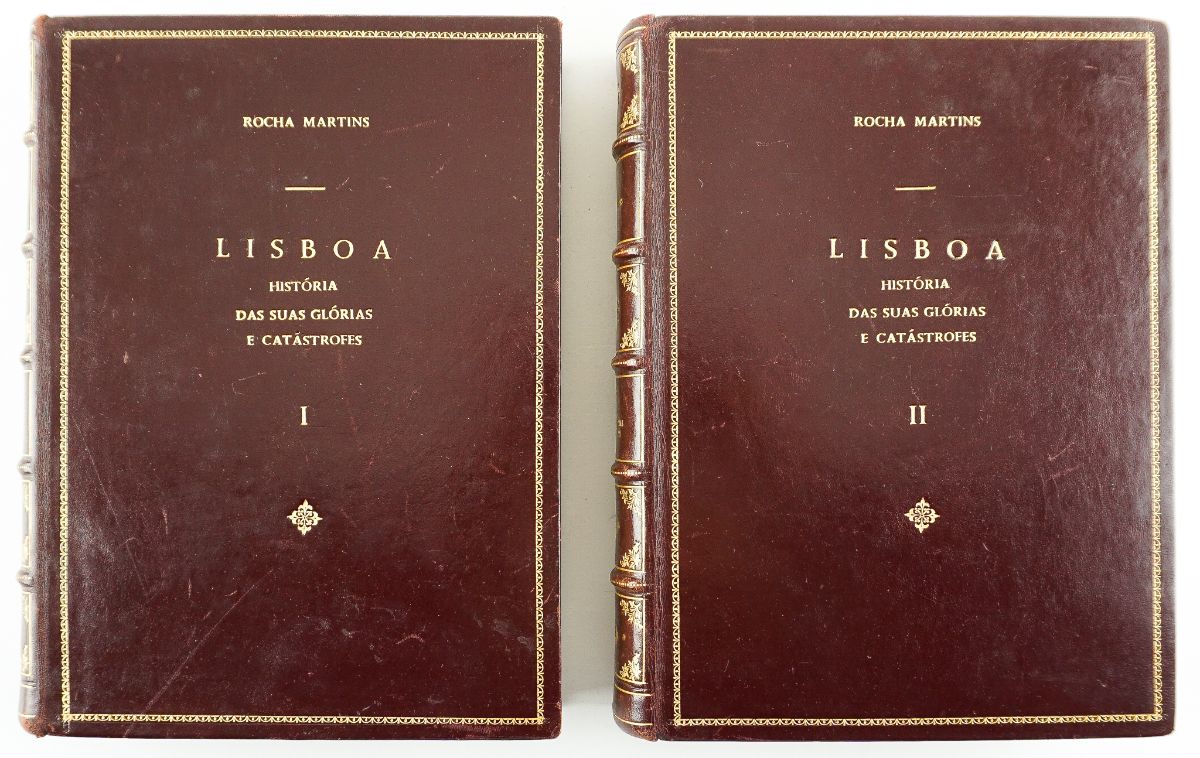 ROCHA MARTINS
LISBOA
HISTÓRIA
DAS SUAS GLÓRIAS
E CATÁSTROFES
I
ROCHA MARTINS
LISBOA
HISTÓRIA
DAS SUAS GLÓRIAS
E CATÁSTROFES
II